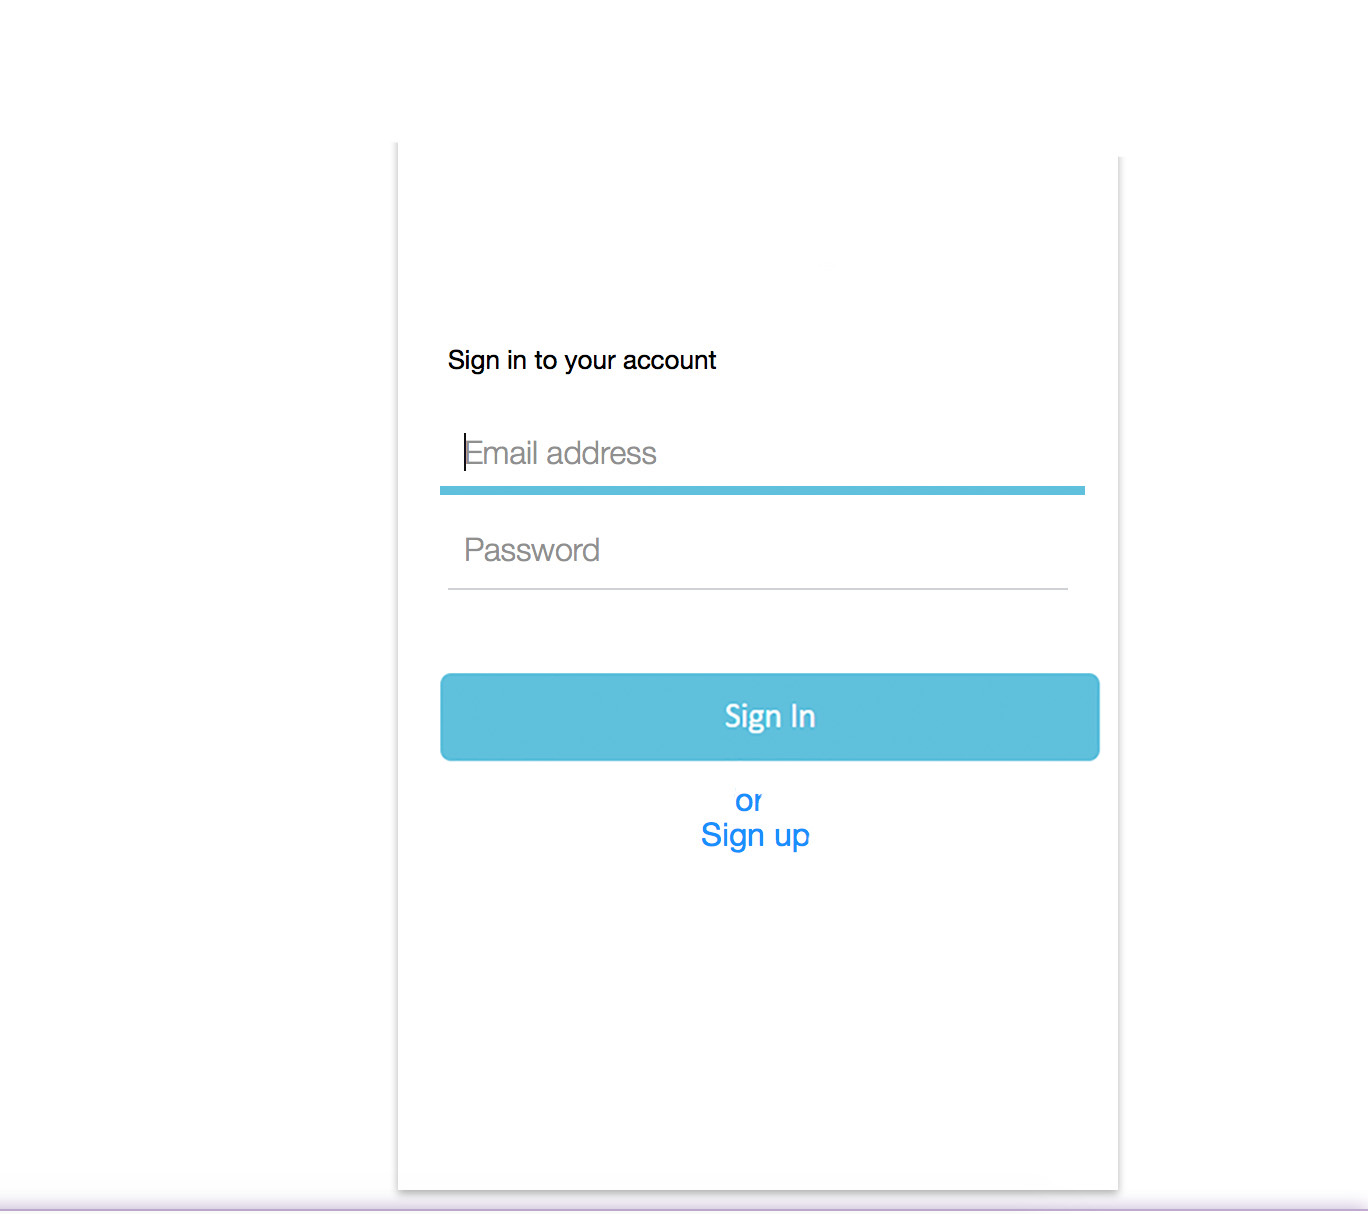 Sign in to your account
Email address
Password
Sign In
or
Sign up